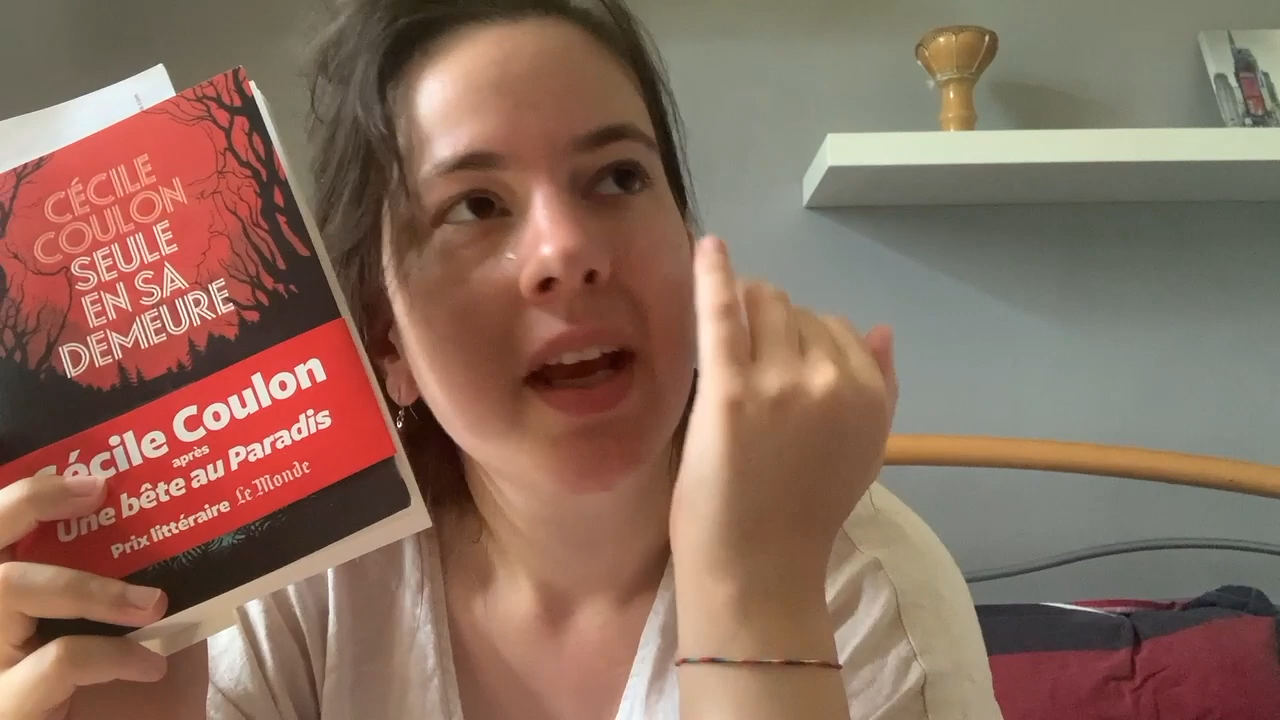 CÉCILE
COULON
SEULE
EN SA
DEMEURE
Cécile Coulon
après
Une bête au Paradis
Prix littéraire Le Monde